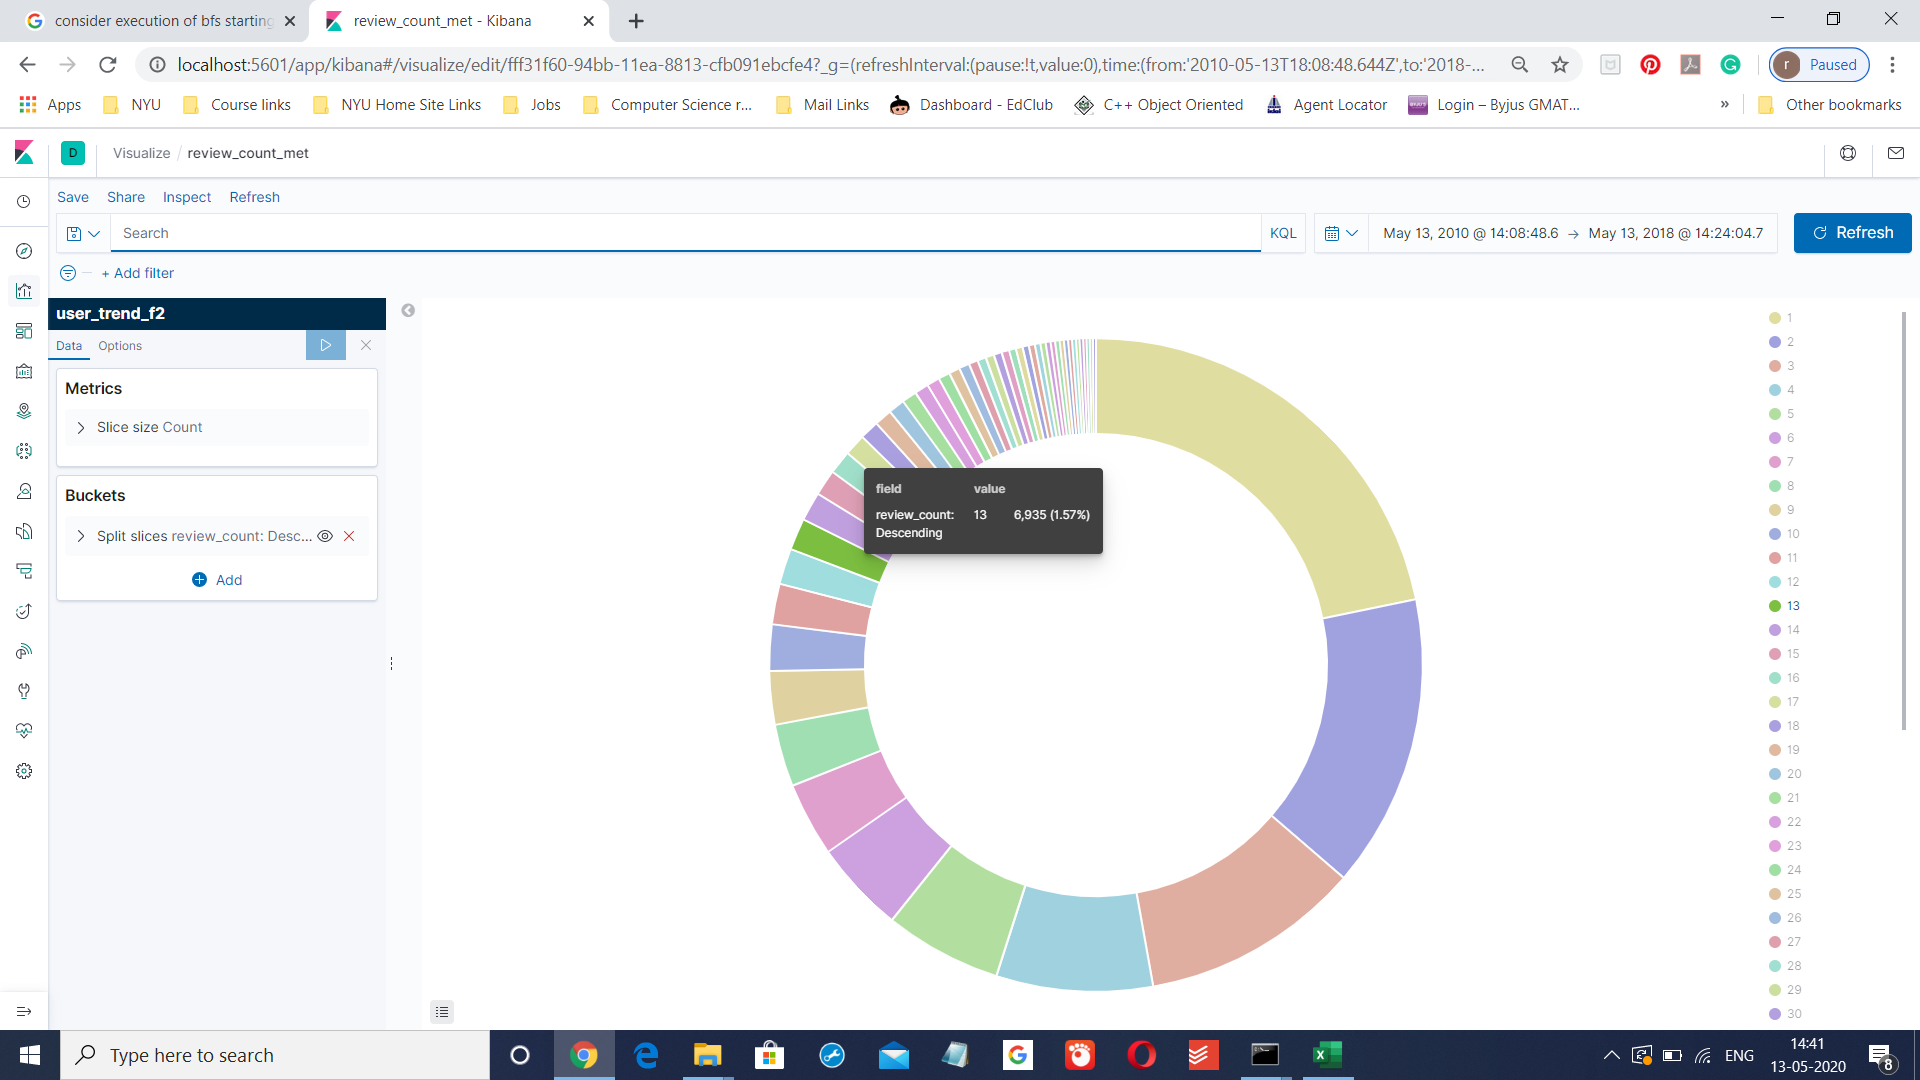 consider execution of bfs starting
review_count_met - Kibana
localhost:5601/app/kibana#/visualize/edit/fff31f60-94bb-11ea-8813-cfb091ebcfe4?_g=(refreshInterval:(pause:!t,value:0),time:(from:'2010-05-13T18:08:48.644Z',to:'2018-...
r Paused
Apps NYU Course links NYU Home Site Links Jobs Computer Science r... Mail Links Dashboard - EdClub C++ Object Oriented Agent Locator Login – Byjus GMAT... » Other bookmarks
D Visualize / review_count_met
Save Share Inspect Refresh
Search KQL May 13, 2010 @ 14:08:48.6 → May 13, 2018 @ 14:24:04.7 Refresh
+ Add filter
user_trend_f2
Data Options
Metrics
Slice size Count
Buckets
Split slices review_count: Desc...
Add
field value
review_count: 13 6,935 (1.57%)
Descending
1
2
3
4
5
6
7
8
9
10
11
12
13
14
15
16
17
18
19
20
21
22
23
24
25
26
27
28
29
30
Type here to search
ENG
14:41
13-05-2020
8